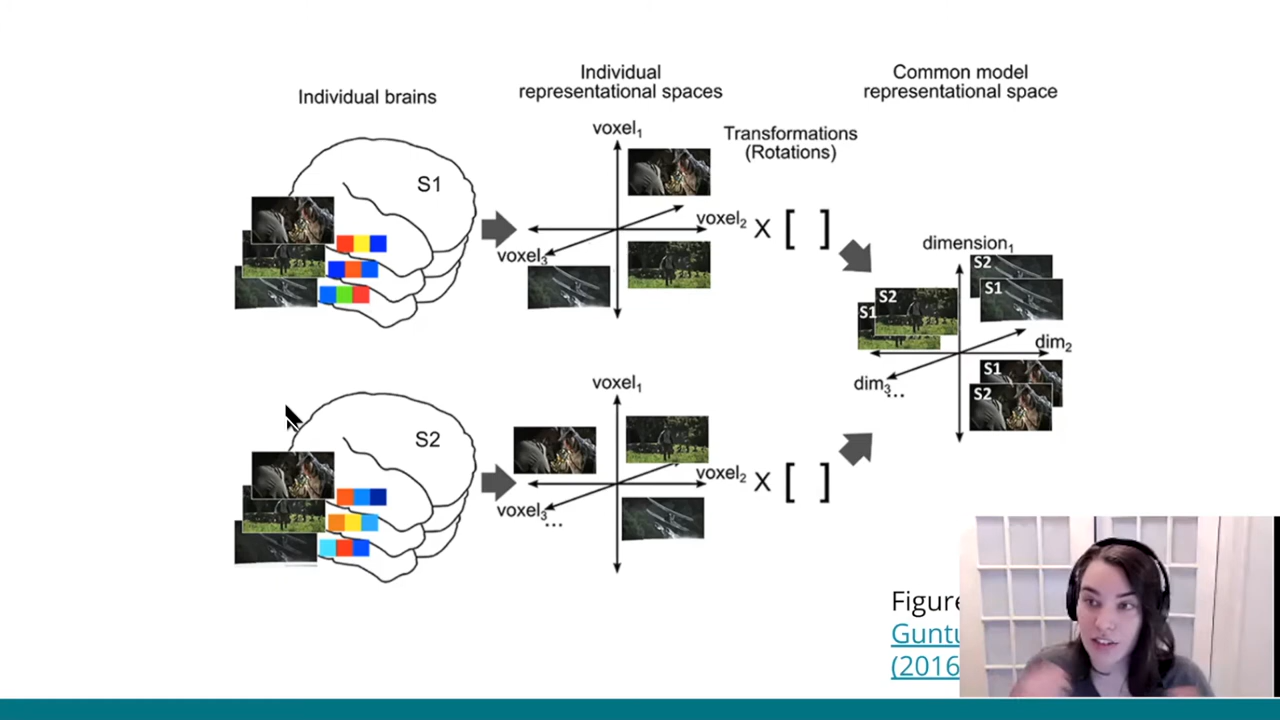 Individual brains
Individual
representational spaces
Common model
representational space
Transformations
(Rotations)
S1
voxel1
voxel2
voxel3
X [ ]
S2
voxel1
voxel2
voxel3
...
X [ ]
dimension1
S2
S1
S2
S1
dim2
dim3
...
S1
S2
Figure
(2016